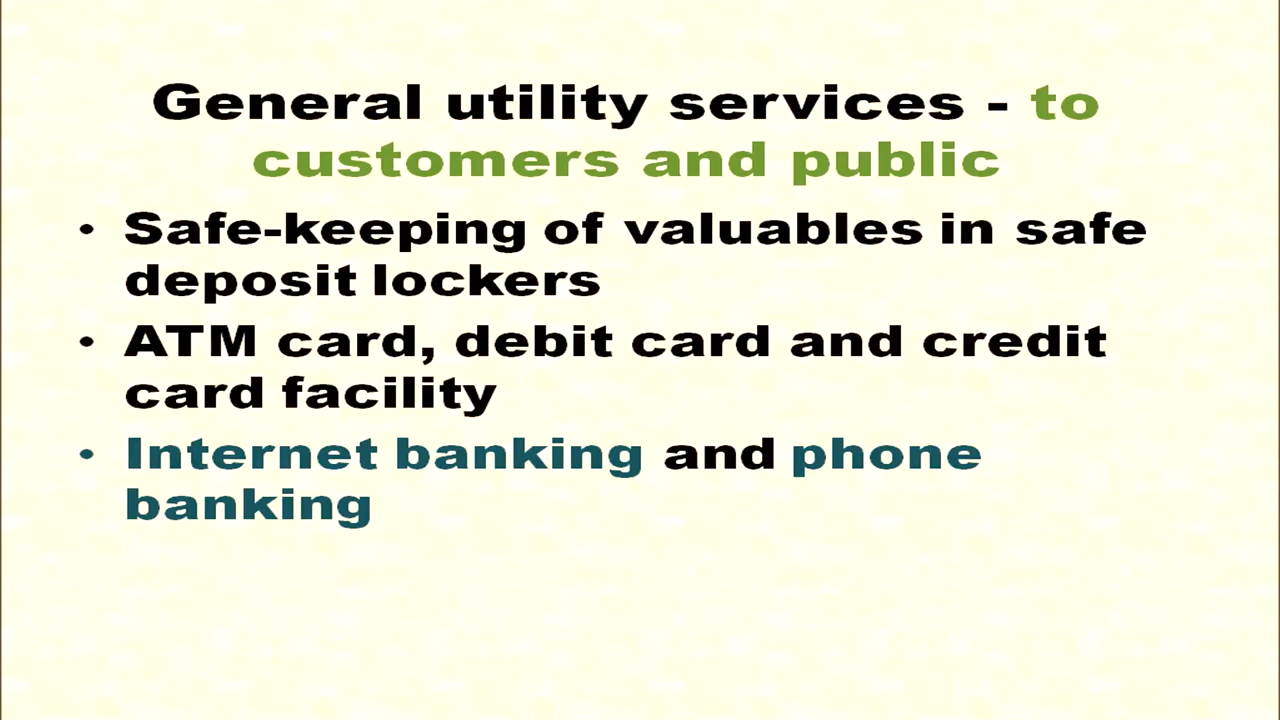 General utility services - to
customers and public
• Safe-keeping of valuables in safe
deposit lockers
• ATM card, debit card and credit
card facility
• Internet banking and phone
banking